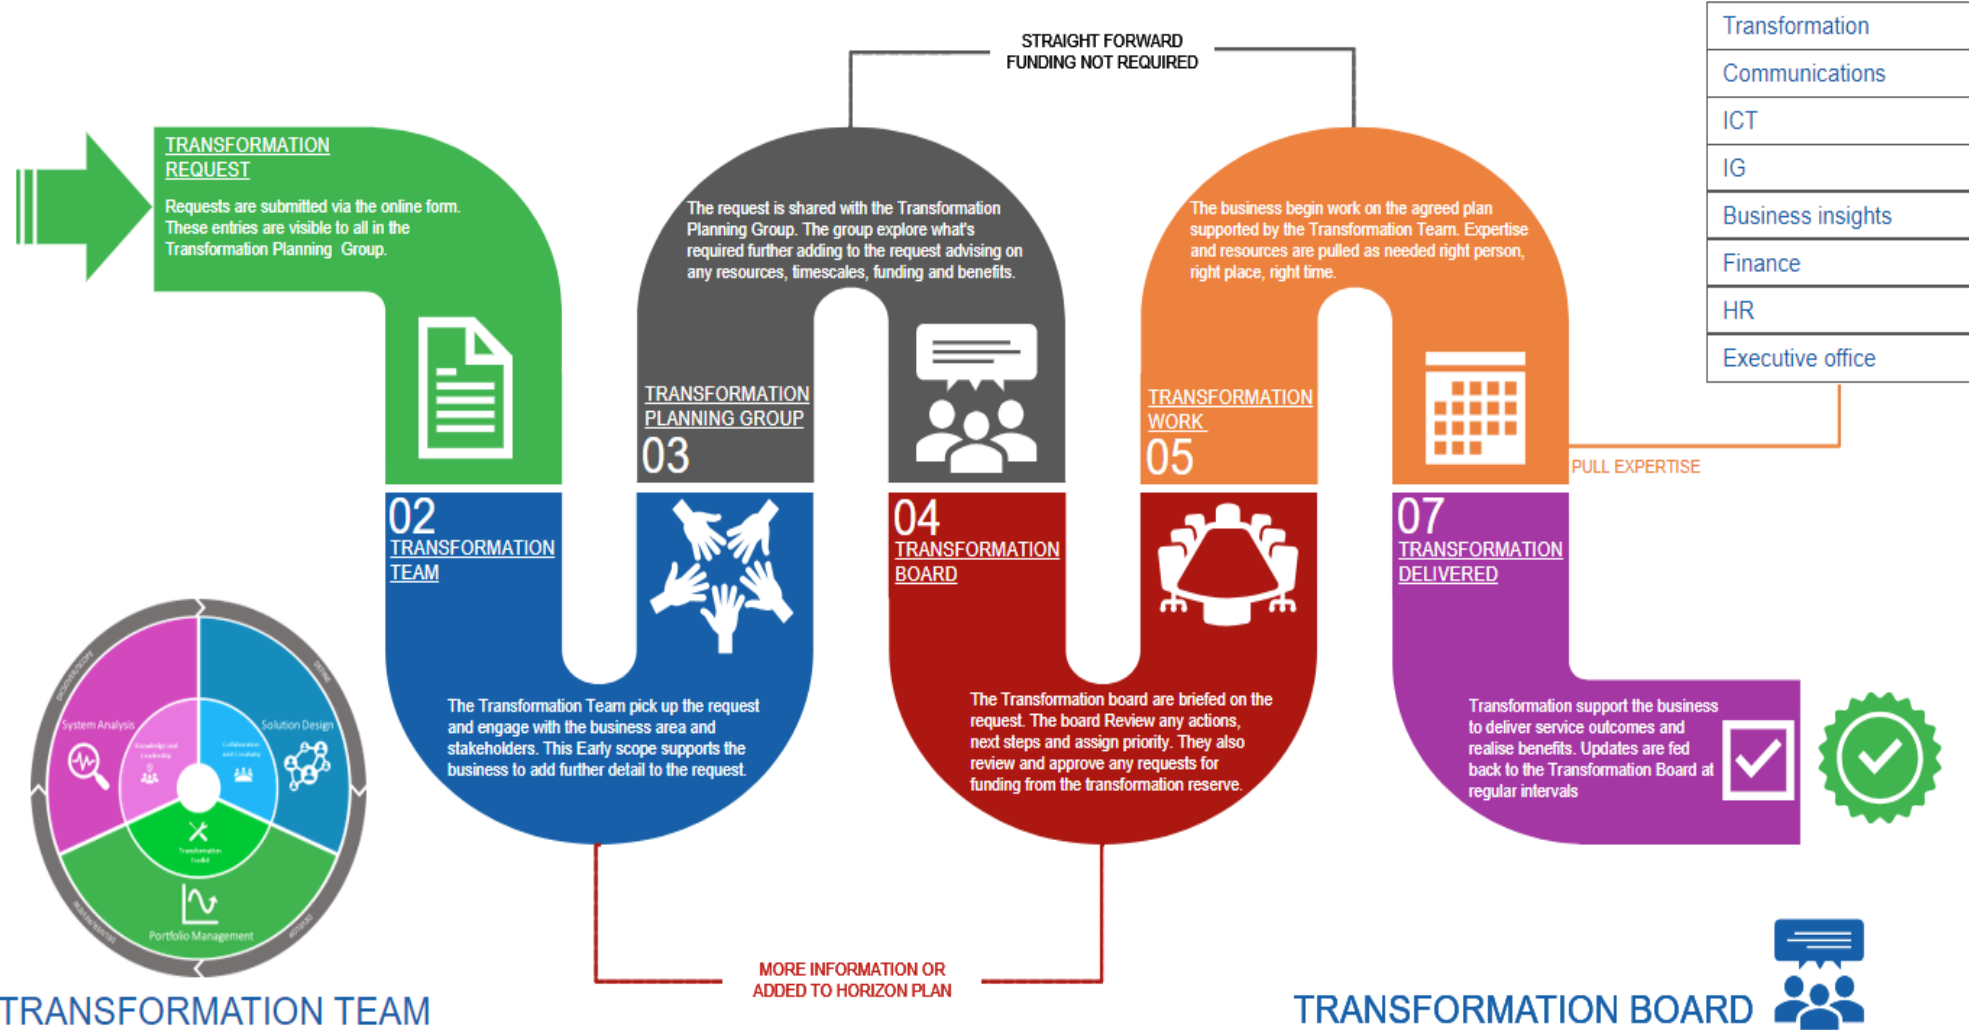 STRAIGHT FORWARD
FUNDING NOT REQUIRED
Transformation
Communications
ICT
IG
Business insights
Finance
HR
Executive office
PULL EXPERTISE
TRANSFORMATION
REQUEST
Requests are submitted via the online form.
These entries are visible to all in the
Transformation Planning Group.
02
TRANSFORMATION
TEAM
The Transformation Team pick up the request
and engage with the business area and
stakeholders. This Early scope supports the
business to add further detail to the request.
The request is shared with the Transformation
Planning Group. The group explore what's
required further adding to the request advising on
any resources, timescales, funding and benefits.
TRANSFORMATION
PLANNING GROUP
03
04
TRANSFORMATION
BOARD
The Transformation board are briefed on the
request. The board Review any actions,
next steps and assign priority. They also
review and approve any requests for
funding from the transformation reserve.
The business begin work on the agreed plan
supported by the Transformation Team. Expertise
and resources are pulled as needed right person,
right place, right time.
TRANSFORMATION
WORK
05
07
TRANSFORMATION
DELIVERED
Transformation support the business
to deliver service outcomes and
realise benefits. Updates are fed
back to the Transformation Board at
regular intervals
MORE INFORMATION OR
ADDED TO HORIZON PLAN
DEFINE
DEVELOP
System Analysis
Solution Design
Knowledge and
Leadership
Collaboration
and Creativity
Transformation
Toolkit
Portfolio Management
TRANSFORMATION TEAM
TRANSFORMATION BOARD